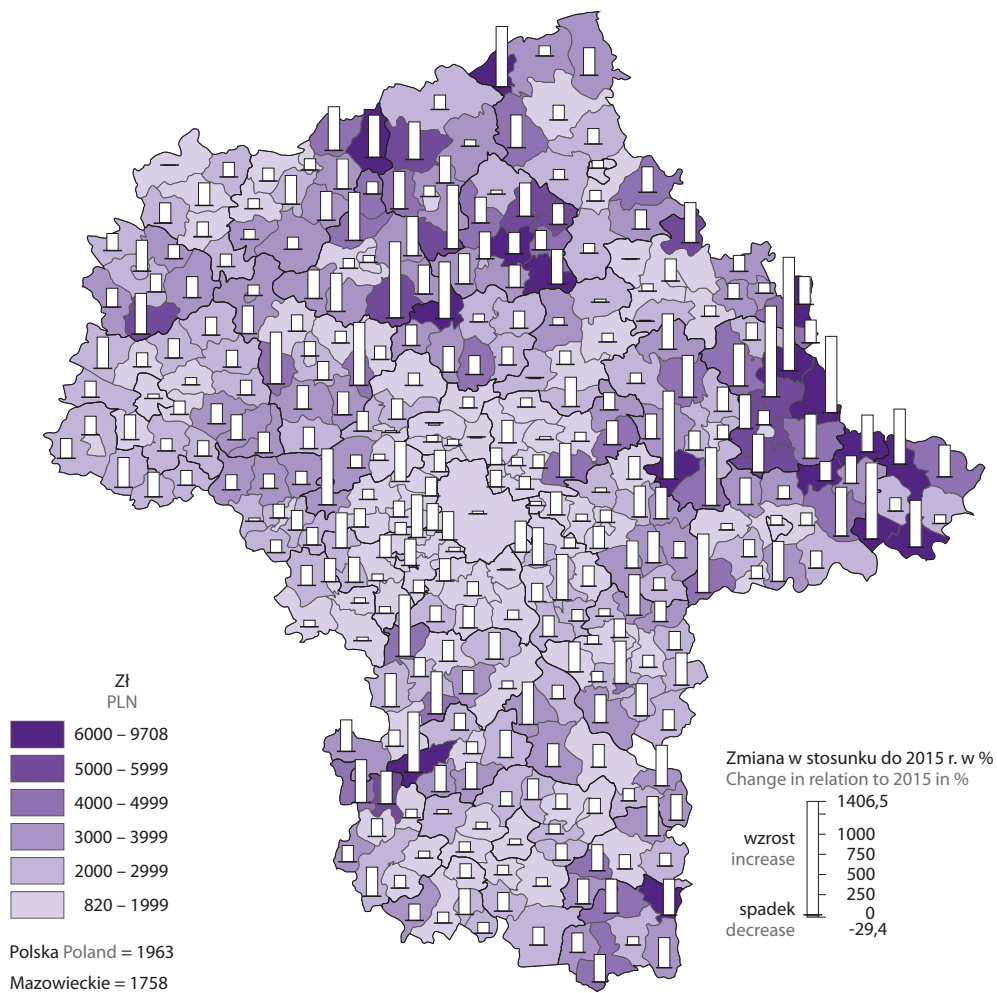 Zł
PLN
6000 – 9708
5000 – 5999
4000 – 4999
3000 – 3999
2000 – 2999
820 – 1999
Polska Poland = 1963
Mazowieckie = 1758
Zmiana w stosunku do 2015 r. w %
Change in relation to 2015 in %
1406,5
wzrost
increase
1000
750
500
250
spadek
decrease
0
-29,4